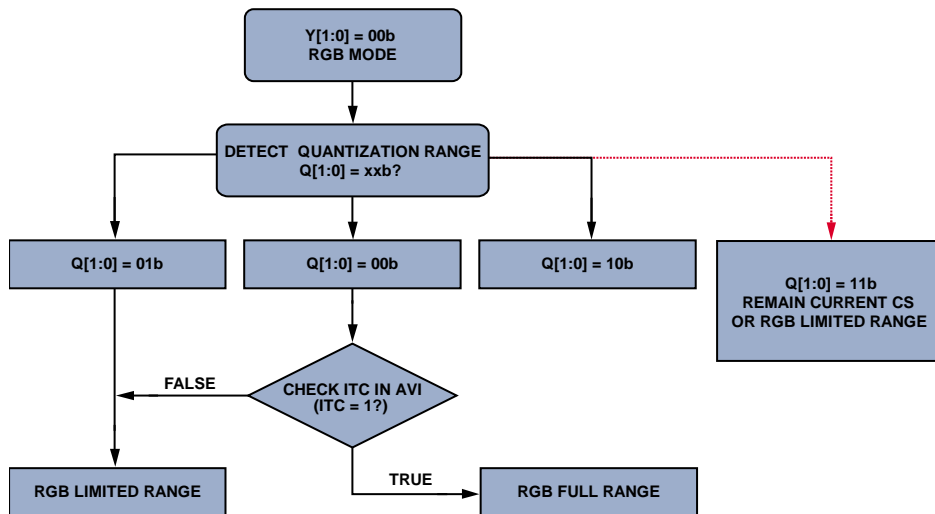 Y[1:0] = 00b
RGB MODE
DETECT QUANTIZATION RANGE
Q[1:0] = xxb?
Q[1:0] = 01b
Q[1:0] = 00b
Q[1:0] = 10b
Q[1:0] = 11b
REMAIN CURRENT CS
OR RGB LIMITED RANGE
FALSE
CHECK ITC IN AVI
(ITC = 1?)
TRUE
RGB LIMITED RANGE
RGB FULL RANGE